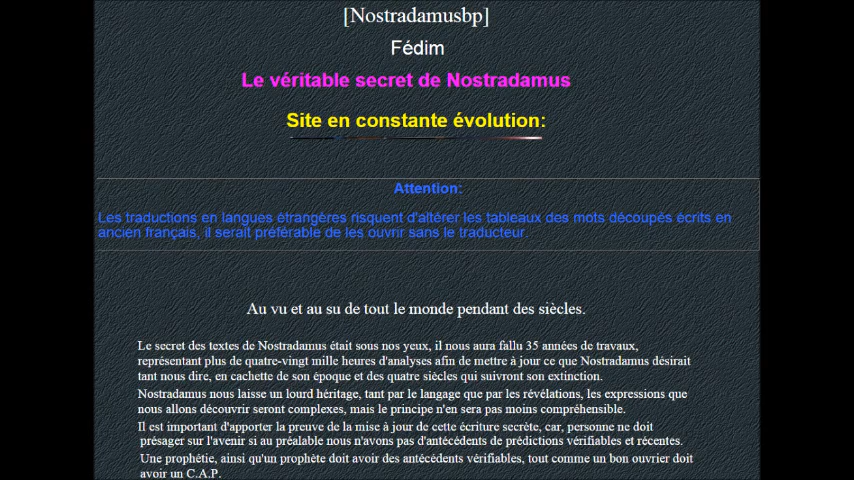 [Nostradamusbp]
Fédim
Le véritable secret de Nostradamus
Site en constante évolution:
Attention:
Les traductions en langues étrangères risquent d'altérer les tableaux des mots découpés écrits en
ancien français, il serait préférable de les ouvrir sans le traducteur.
Au vu et au su de tout le monde pendant des siècles.
Le secret des textes de Nostradamus était sous nos yeux, il nous aura fallu 35 années de travaux,
représentant plus de quatre-vingt mille heures d'analyses afin de mettre à jour ce que Nostradamus désirait
tant nous dire, en cachette de son époque et des quatre siècles qui suivront son extinction.
Nostradamus nous laisse un lourd héritage, tant par le langage que par les révélations, les expressions que
nous allons découvrir seront complexes, mais le principe n'en sera pas moins compréhensible.
Il est important d'apporter la preuve de la mise à jour de cette écriture secrète, car, personne ne doit
présager sur l'avenir si au préalable nous n'avons pas d'antécédents de prédictions vérifiables et récentes.
Une prophétie, ainsi qu'un prophète doit avoir des antécédents vérifiables, tout comme un bon ouvrier doit
avoir un C.A.P.